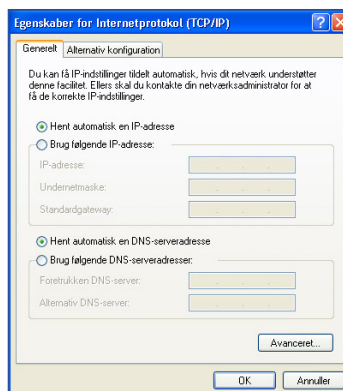 Egenskaber for Internetprotokol (TCP/IP)
Generelt Alternativ konfiguration
Du kan få IP-indstillinger tildelt automatisk, hvis dit netværk understøtter
denne facilitet. Ellers skal du kontakte din netværksadministrator for at
få de korrekte IP-indstillinger.
Hent automatisk en IP-adresse
Brug følgende IP-adresse:
IP-adresse:
Undernetmaske:
Standardgateway:
Hent automatisk en DNS-serveradresse
Brug følgende DNS-serveradresser:
Foretrukken DNS-server:
Alternativ DNS-server:
Avanceret...
OK Annuller